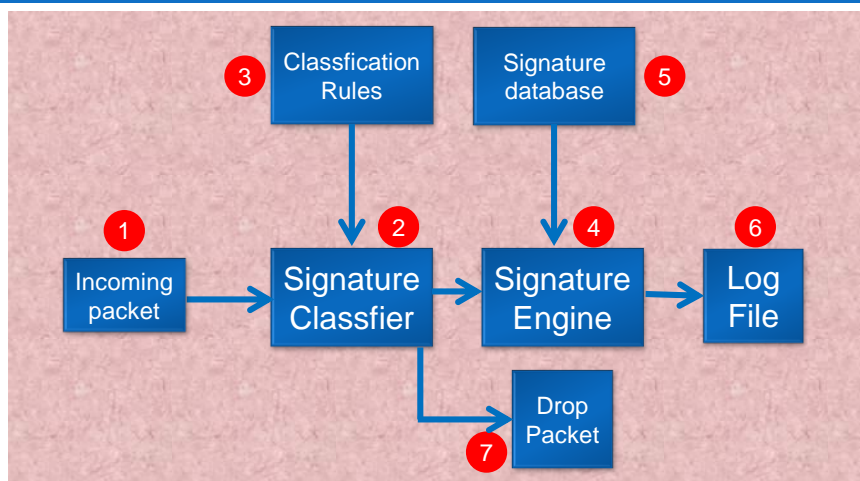 3
Classfication
Rules
Signature
database
5
1
Incoming
packet
2
Signature
Classfier
4
Signature
Engine
6
Log
File
7
Drop
Packet